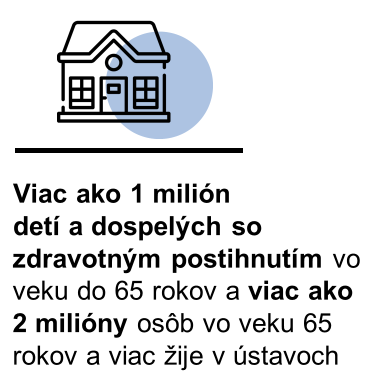 Viac ako 1 milión
detí a dospelých so
zdravotným postihnutím vo
veku do 65 rokov a viac ako
2 milióny osôb vo veku 65
rokov a viac žije v ústavoch